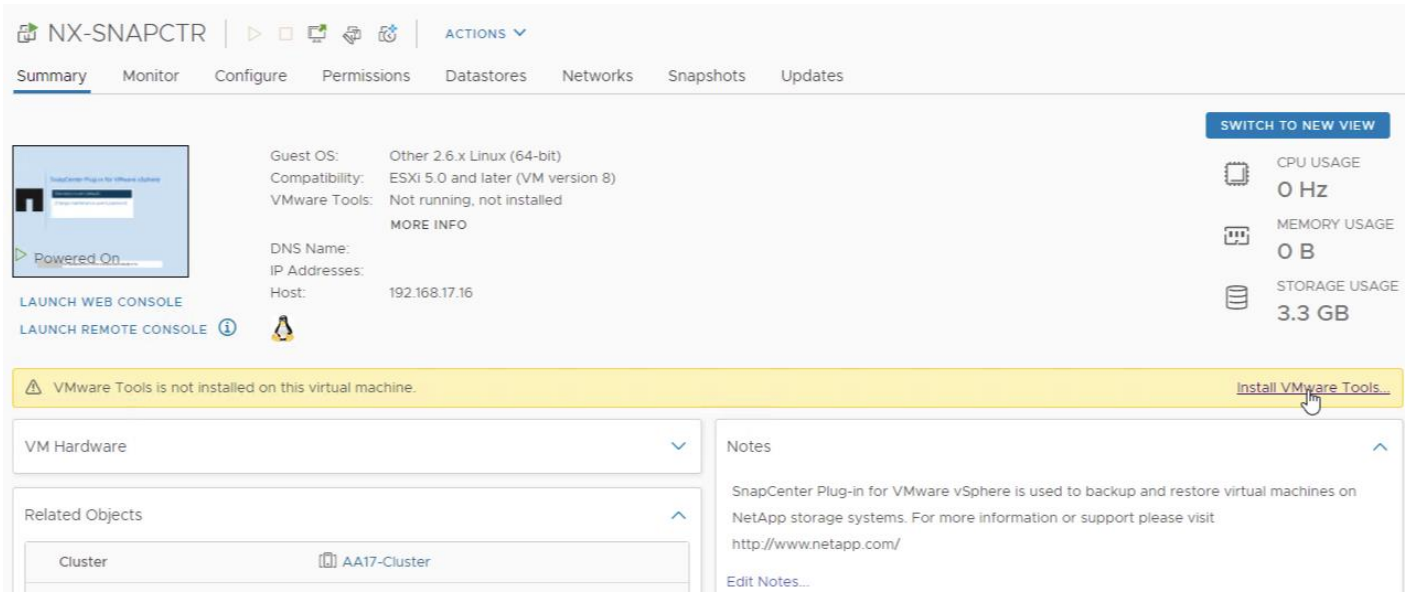 NX-SNAPCTR
ACTIONS
Summary Monitor Configure Permissions Datastores Networks Snapshots Updates
SWITCH TO NEW VIEW
SnapCenter Plug-in for VMware vSphere
Powered On
LAUNCH WEB CONSOLE
LAUNCH REMOTE CONSOLE
Guest OS: Other 2.6.x Linux (64-bit)
Compatibility: ESXi 5.0 and later (VM version 8)
VMware Tools: Not running, not installed
MORE INFO
DNS Name:
IP Addresses:
Host: 192.168.17.16
CPU USAGE
0 Hz
MEMORY USAGE
0 B
STORAGE USAGE
3.3 GB
VMware Tools is not installed on this virtual machine.
Install VMware Tools...
VM Hardware
Related Objects
Cluster AA17-Cluster
Notes
SnapCenter Plug-in for VMware vSphere is used to backup and restore virtual machines on
NetApp storage systems. For more information or support please visit
http://www.netapp.com/
Edit Notes...